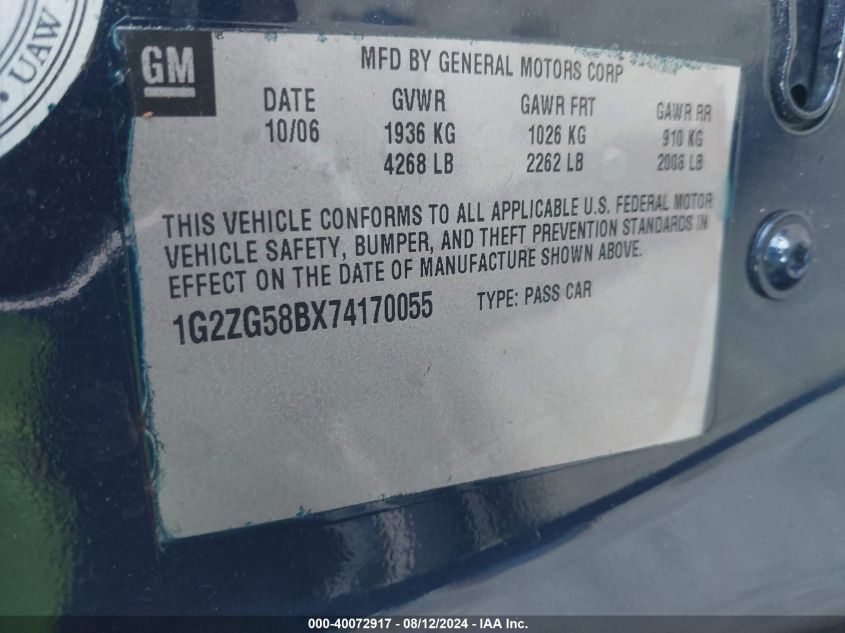 UAW
GM
MFD BY GENERAL MOTORS CORP
DATE GVWR GAWR FRT GAWR RR
10/06 1936 KG 1026 KG 910 KG
4268 LB 2262 LB 2006 LB
THIS VEHICLE CONFORMS TO ALL APPLICABLE U.S. FEDERAL MOTOR
VEHICLE SAFETY, BUMPER, AND THEFT PREVENTION STANDARDS IN
EFFECT ON THE DATE OF MANUFACTURE SHOWN ABOVE.
1G2ZG58BX74170055 TYPE: PASS CAR
000-40072917 - 08/12/2024 - IAA Inc.